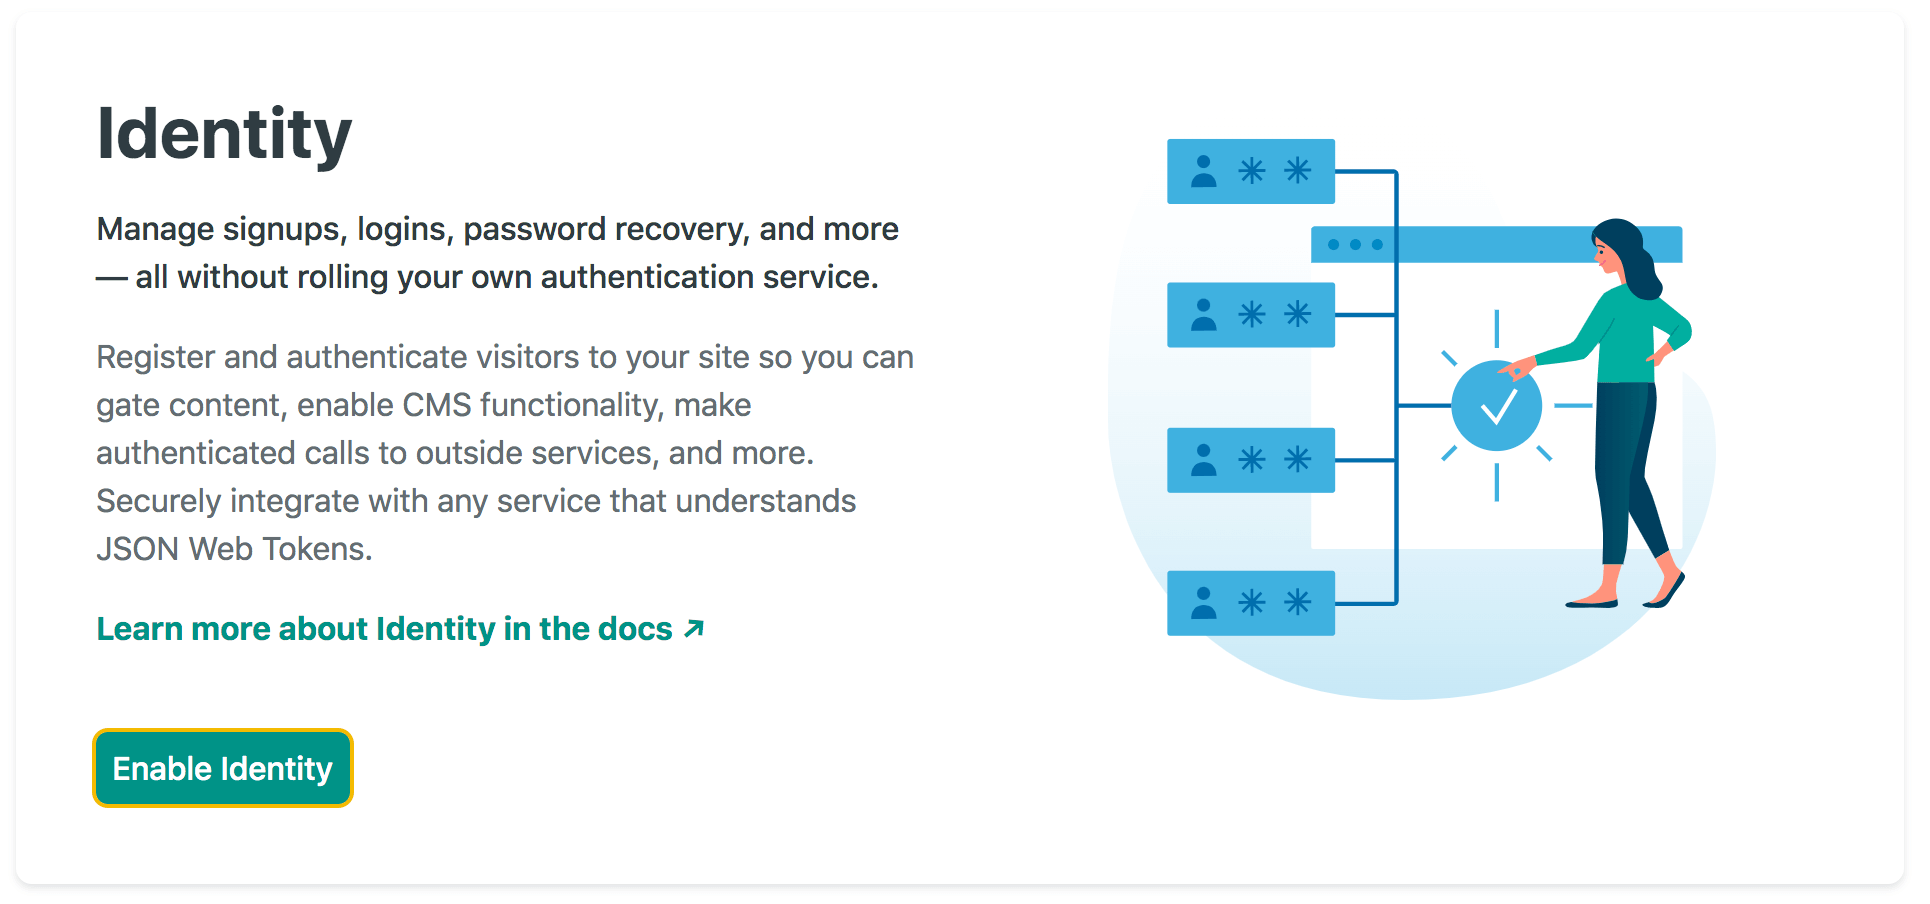 Identity
Manage signups, logins, password recovery, and more
— all without rolling your own authentication service.
Register and authenticate visitors to your site so you can
gate content, enable CMS functionality, make
authenticated calls to outside services, and more.
Securely integrate with any service that understands
JSON Web Tokens.
Learn more about Identity in the docs ↗
Enable Identity